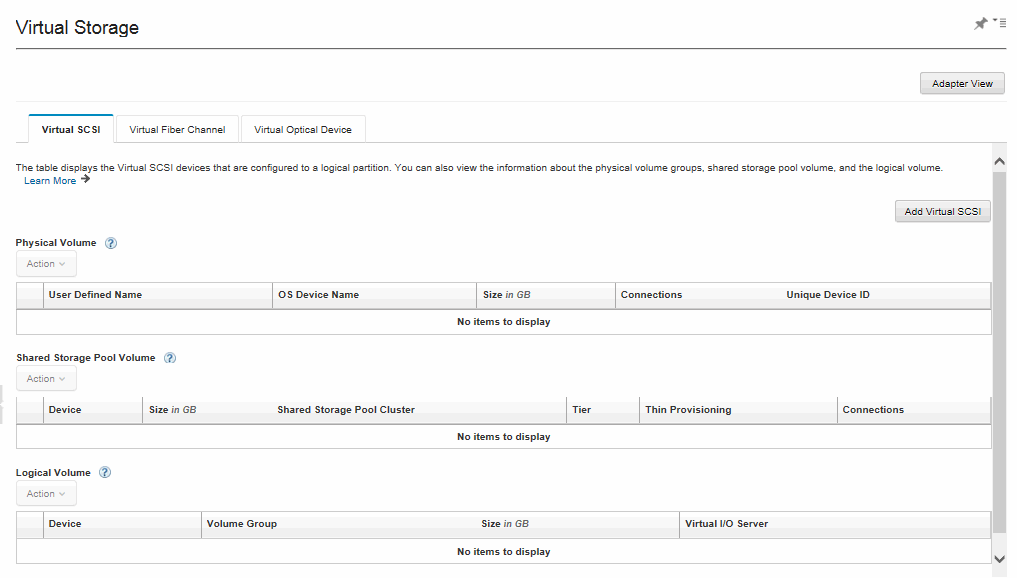 Virtual Storage
Adapter View
Virtual SCSI Virtual Fiber Channel Virtual Optical Device
The table displays the Virtual SCSI devices that are configured to a logical partition. You can also view the information about the physical volume groups, shared storage pool volume, and the logical volume.
Learn More →
Add Virtual SCSI
Physical Volume ?
Action
User Defined Name OS Device Name Size in GB Connections Unique Device ID
No items to display
Shared Storage Pool Volume ?
Action
Device Size in GB Shared Storage Pool Cluster Tier Thin Provisioning Connections
No items to display
Logical Volume ?
Action
Device Volume Group Size in GB Virtual I/O Server
No items to display